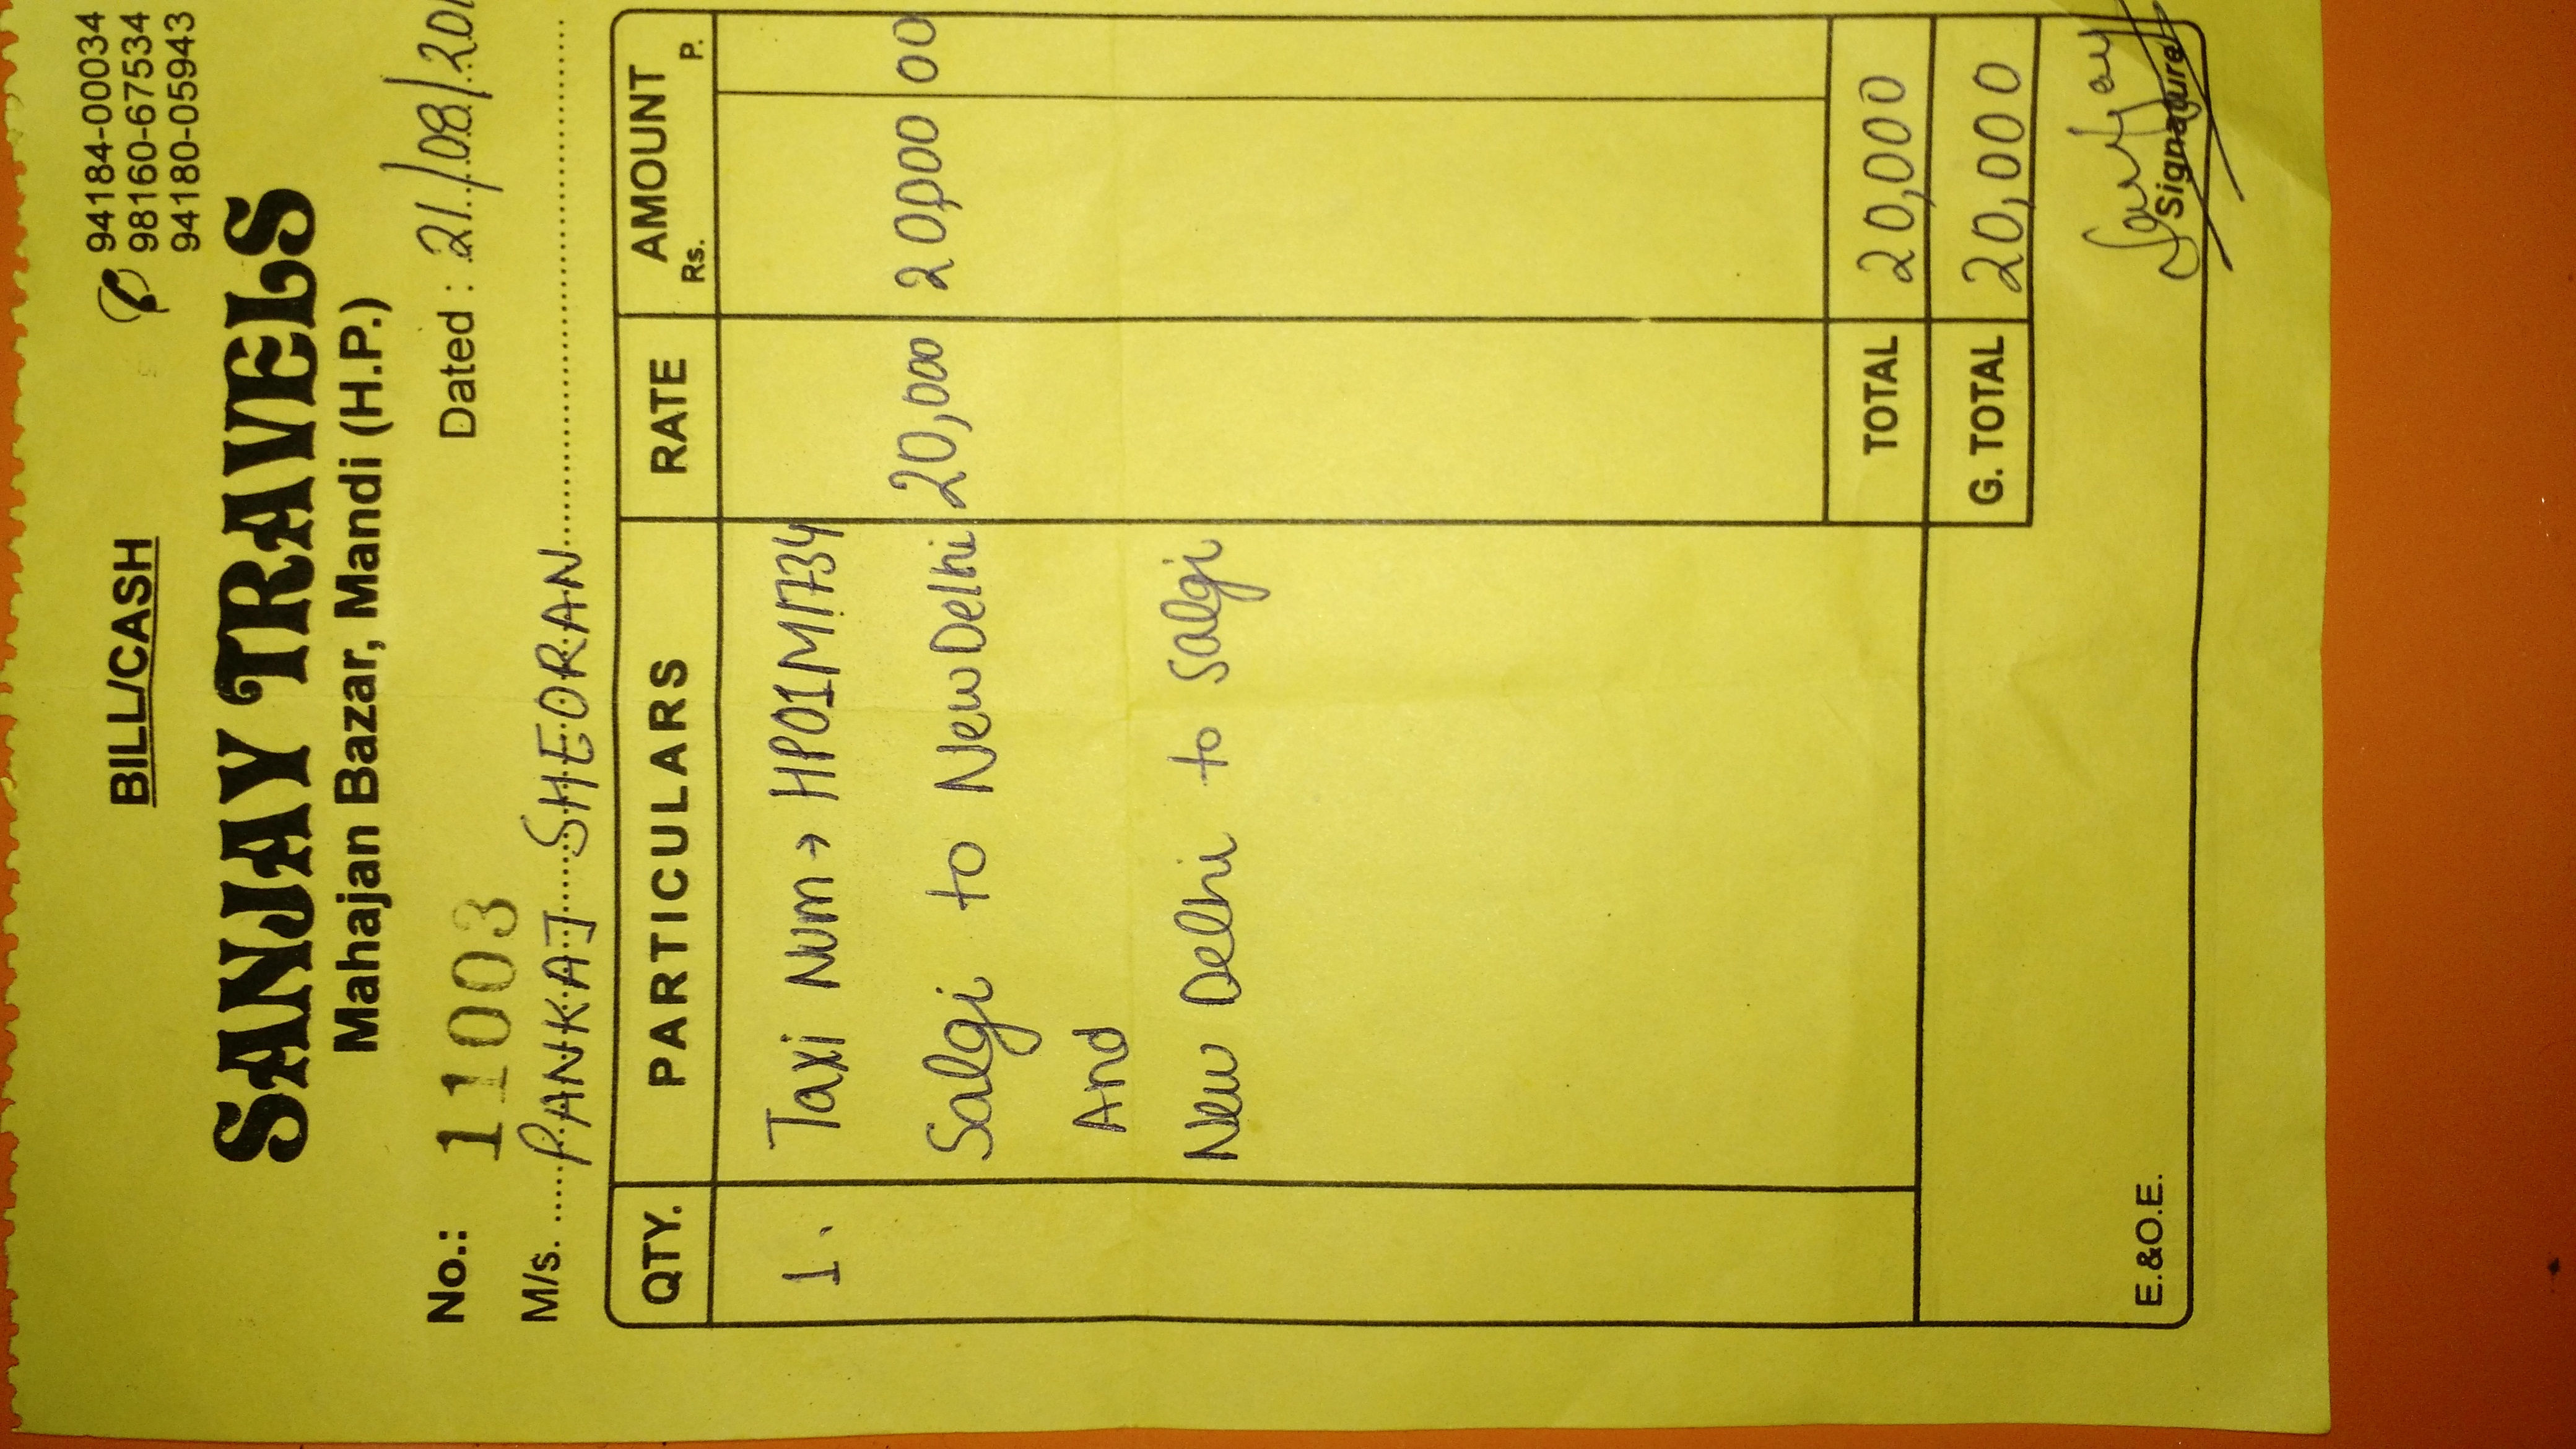 BILL/CASH
94184-00034
98160-67534
94180-05943
SANJAY TRAVELS
Mahajan Bazar, Mandi (H.P.)
No.: 11003 Dated : 21/08/201
M/s. PANKAJ SHEORAN
QTY. PARTICULARS RATE AMOUNT
Rs. P.
1. Taxi Num → HP01M1734
Salgi to New Delhi 20,000 20,000 00
And
New Delhi to Salgi
TOTAL 20,000
G. TOTAL 20,000
Sanjay
E.&O.E. Signature